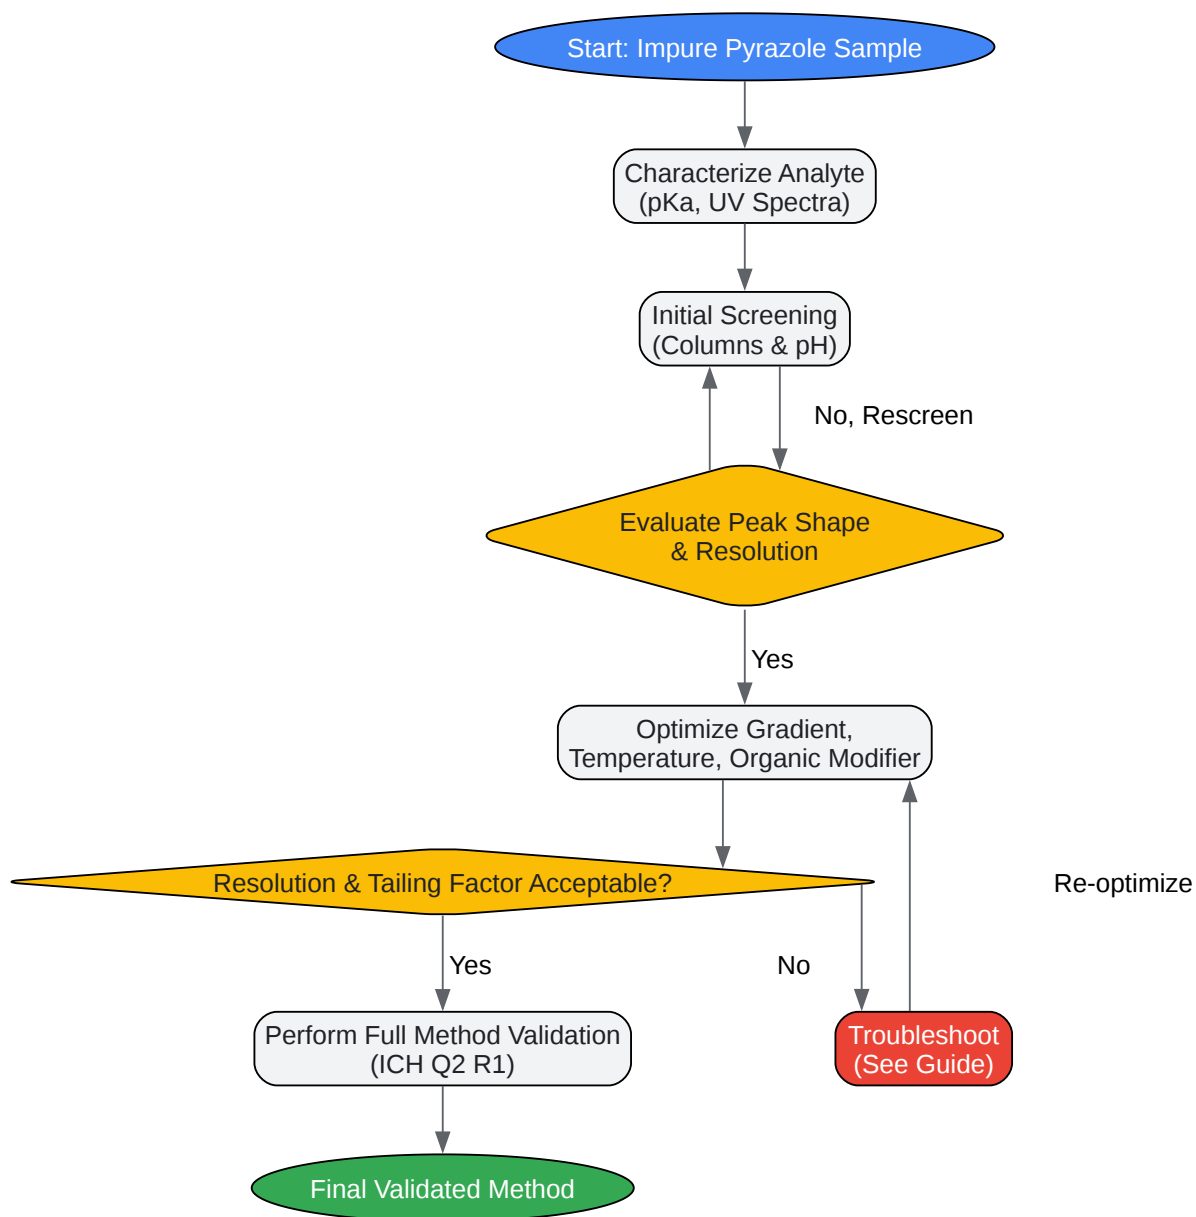 Start: Impure Pyrazole Sample
Characterize Analyte
(pKa, UV Spectra)
Initial Screening
(Columns & pH)
No, Rescreen
Evaluate Peak Shape
& Resolution
Yes
Optimize Gradient,
Temperature, Organic Modifier
Resolution & Tailing Factor Acceptable?
Re-optimize
Yes
No
Perform Full Method Validation
(ICH Q2 R1)
Troubleshoot
(See Guide)
Final Validated Method